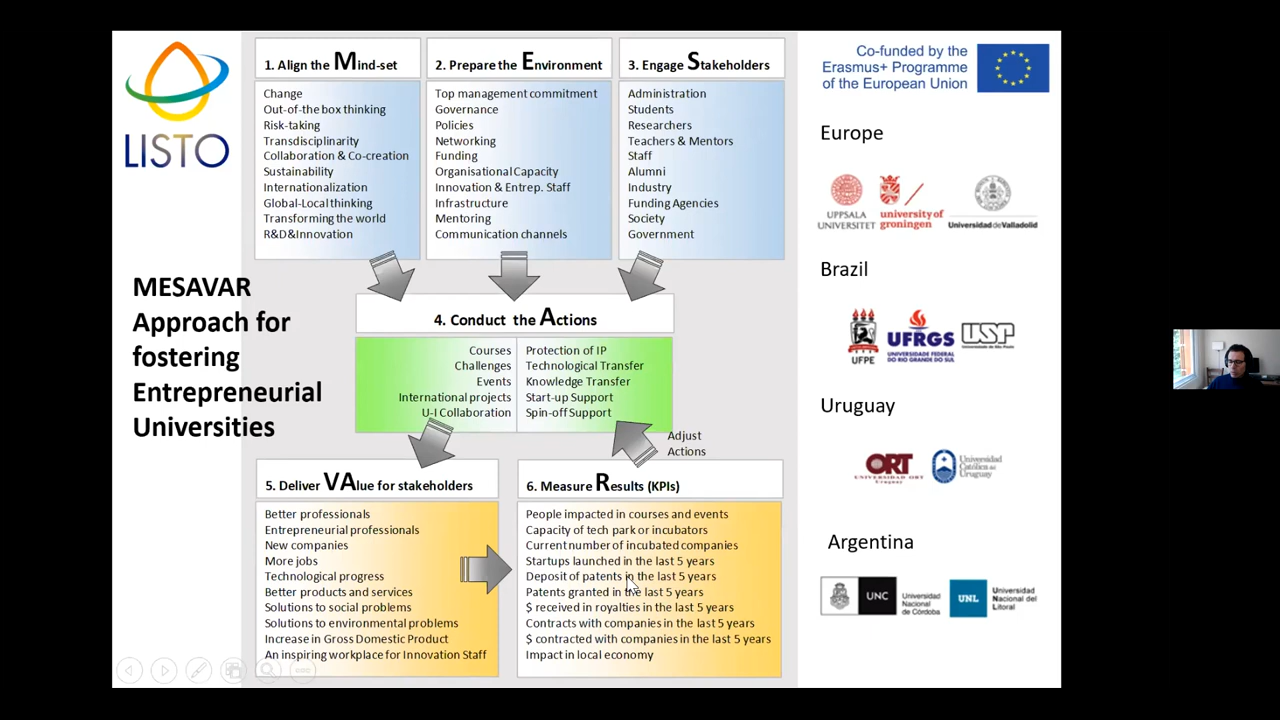 LISTO
MESAVAR
Approach for
fostering
Entrepreneurial
Universities
1. Align the Mind-set
Change
Out-of-the box thinking
Risk-taking
Transdisciplinarity
Collaboration & Co-creation
Sustainability
Internationalization
Global-Local thinking
Transforming the world
R&D&Innovation
2. Prepare the Environment
Top management commitment
Governance
Policies
Networking
Funding
Organisational Capacity
Innovation & Entrep. Staff
Infrastructure
Mentoring
Communication channels
3. Engage Stakeholders
Administration
Students
Researchers
Teachers & Mentors
Staff
Alumni
Industry
Funding Agencies
Society
Government
4. Conduct the Actions
Courses
Challenges
Events
International projects
U-I Collaboration
Protection of IP
Technological Transfer
Knowledge Transfer
Start-up Support
Spin-off Support
Adjust
Actions
5. Deliver VAlue for stakeholders
Better professionals
Entrepreneurial professionals
New companies
More jobs
Technological progress
Better products and services
Solutions to social problems
Solutions to environmental problems
Increase in Gross Domestic Product
An inspiring workplace for Innovation Staff
6. Measure Results (KPIs)
People impacted in courses and events
Capacity of tech park or incubators
Current number of incubated companies
Startups launched in the last 5 years
Deposit of patents in the last 5 years
Patents granted in the last 5 years
$ received in royalties in the last 5 years
Contracts with companies in the last 5 years
$ contracted with companies in the last 5 years
Impact in local economy
Co-funded by the
Erasmus+ Programme
of the European Union
Europe
UPPSALA
UNIVERSITET
university of
groningen
Universidad de Valladolid
Brazil
UFPE
UFRGS
UNIVERSIDADE FEDERAL
DO RIO GRANDE DO SUL
USP
Universidade de São Paulo
Uruguay
ORT
UNIVERSIDAD ORT
Uruguay
Universidad
Católica del
Uruguay
Argentina
UNC
Universidad
Nacional
de Córdoba
UNL
Universidad
Nacional del
Litoral